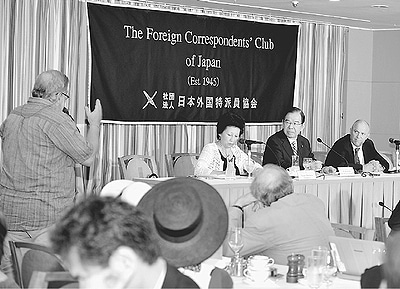 The Foreign Correspondents' Club
of Japan
(Est. 1945)
社団
法人 日本外国特派員協会